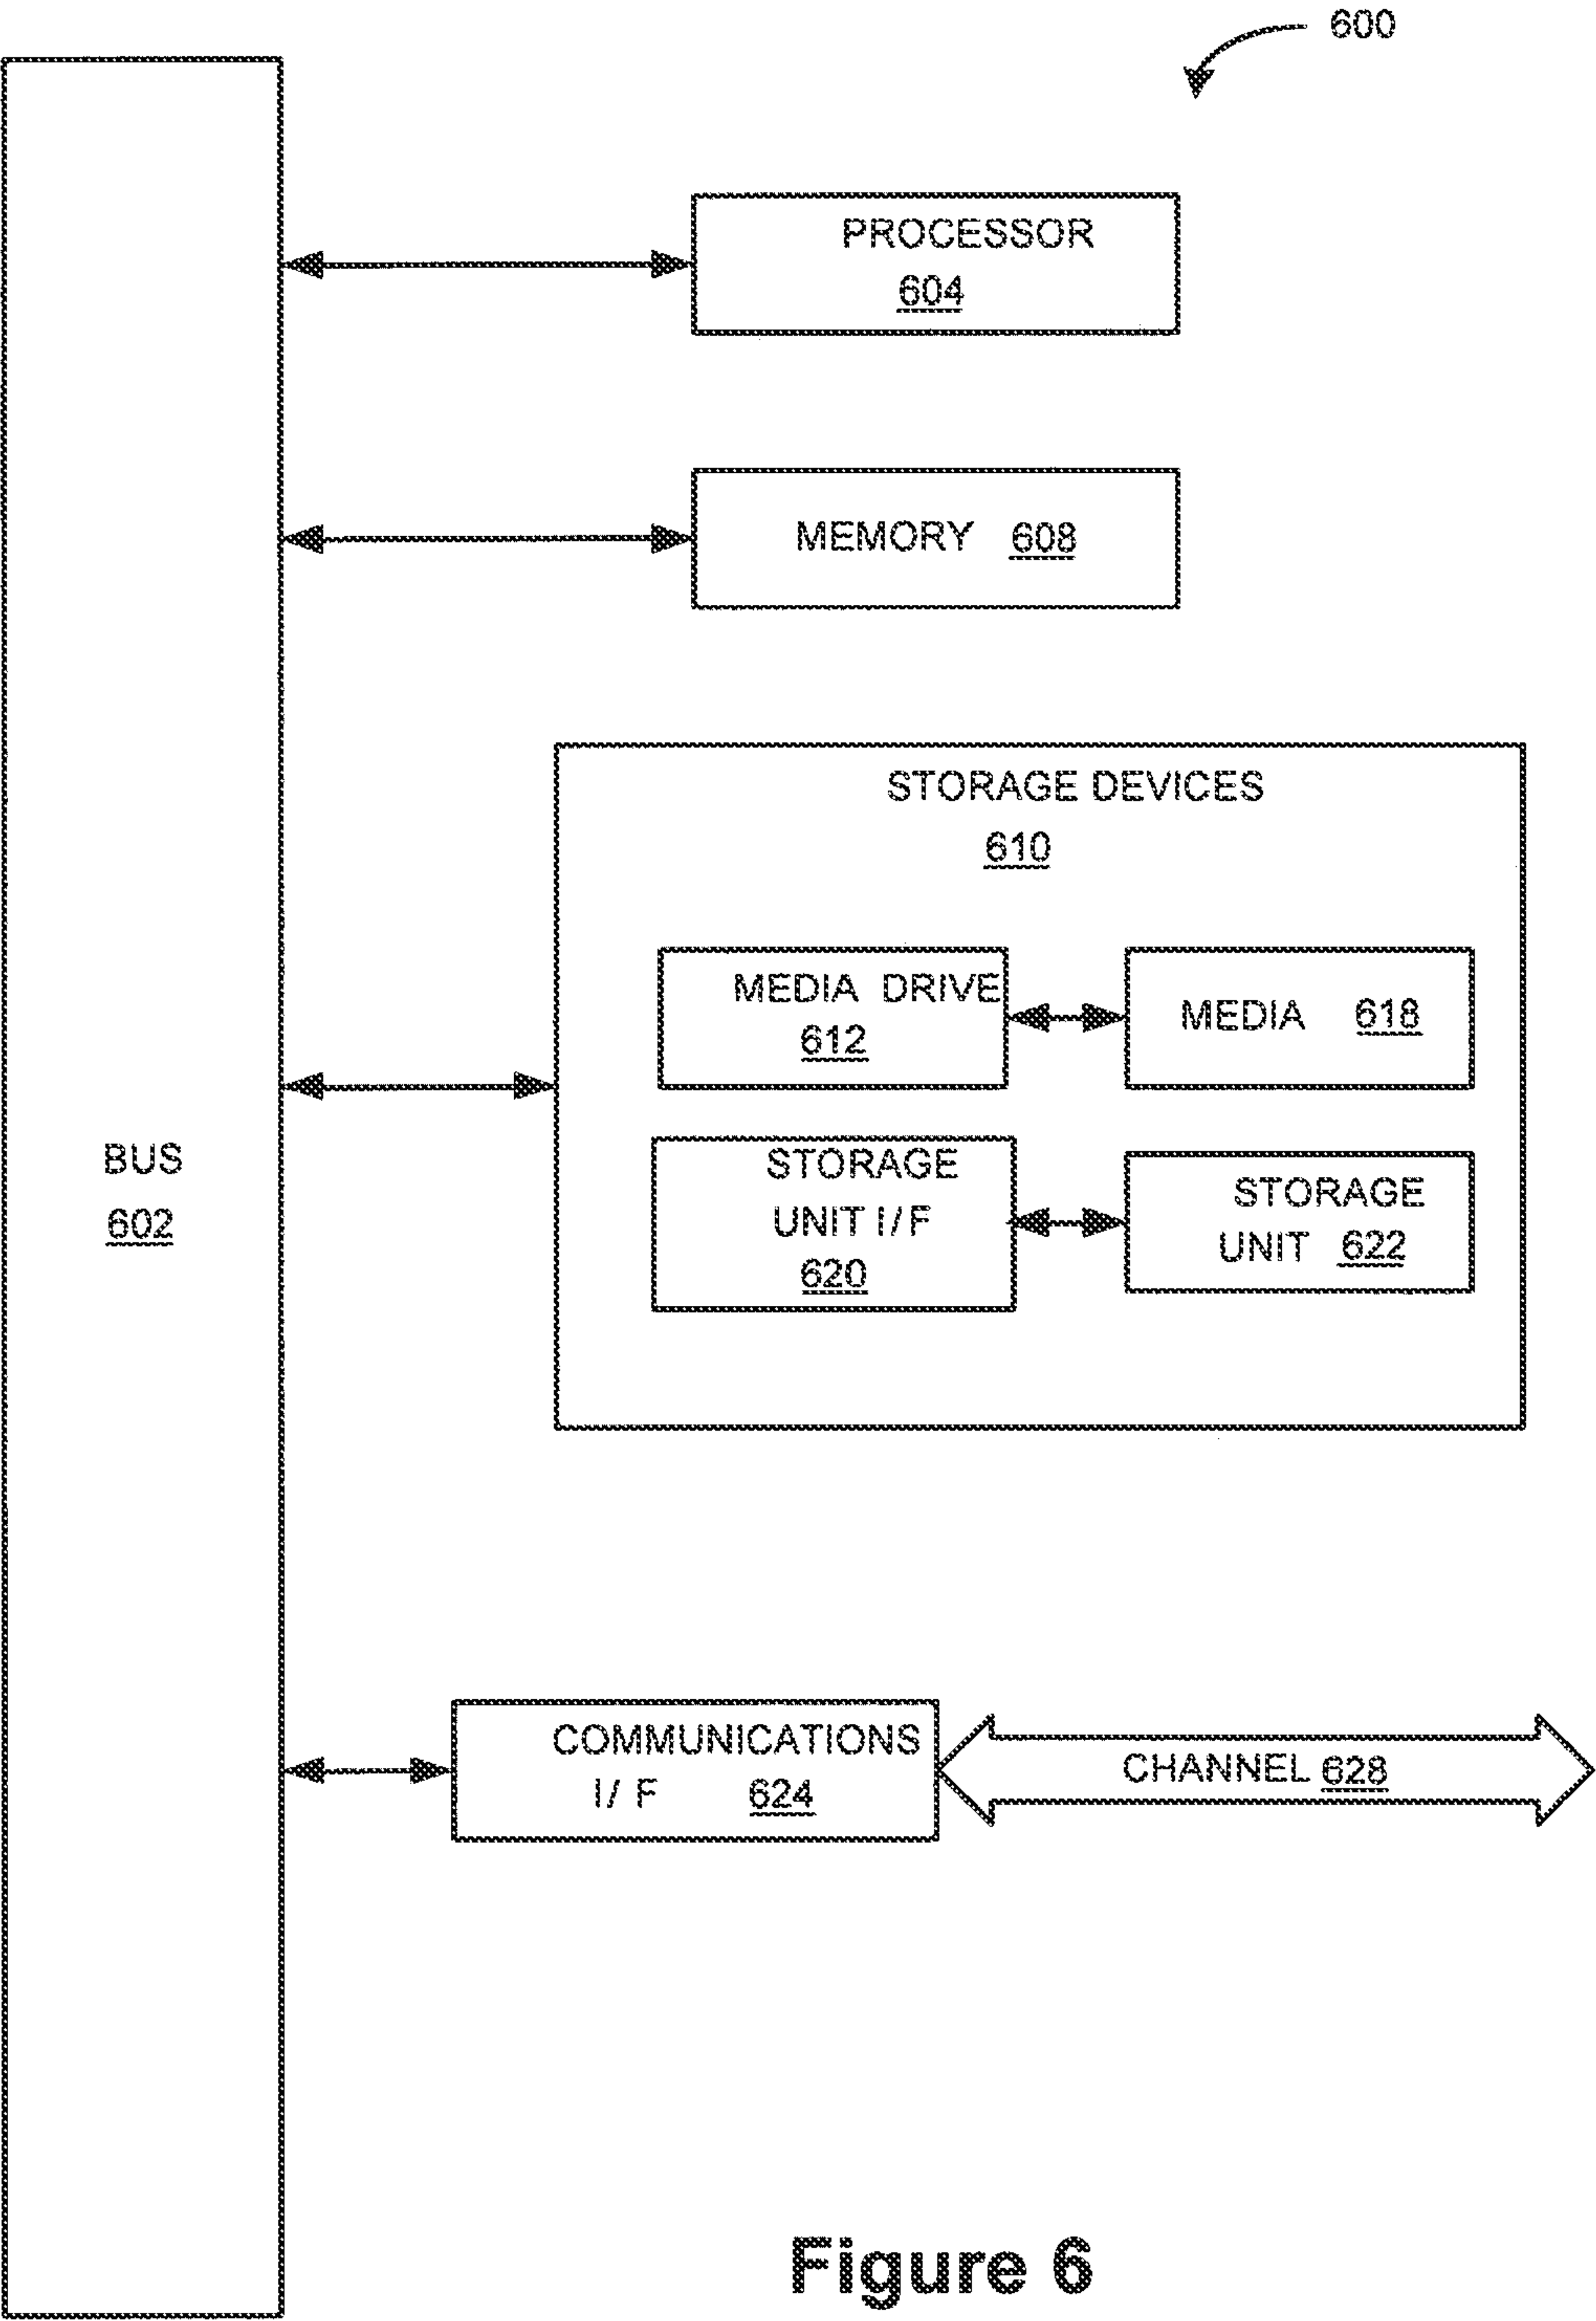 600
PROCESSOR
604
MEMORY 608
STORAGE DEVICES
610
MEDIA DRIVE
612
MEDIA 618
BUS
602
STORAGE
UNIT I/F
620
STORAGE
UNIT 622
COMMUNICATIONS
I/ F 624
CHANNEL 628
Figure 6